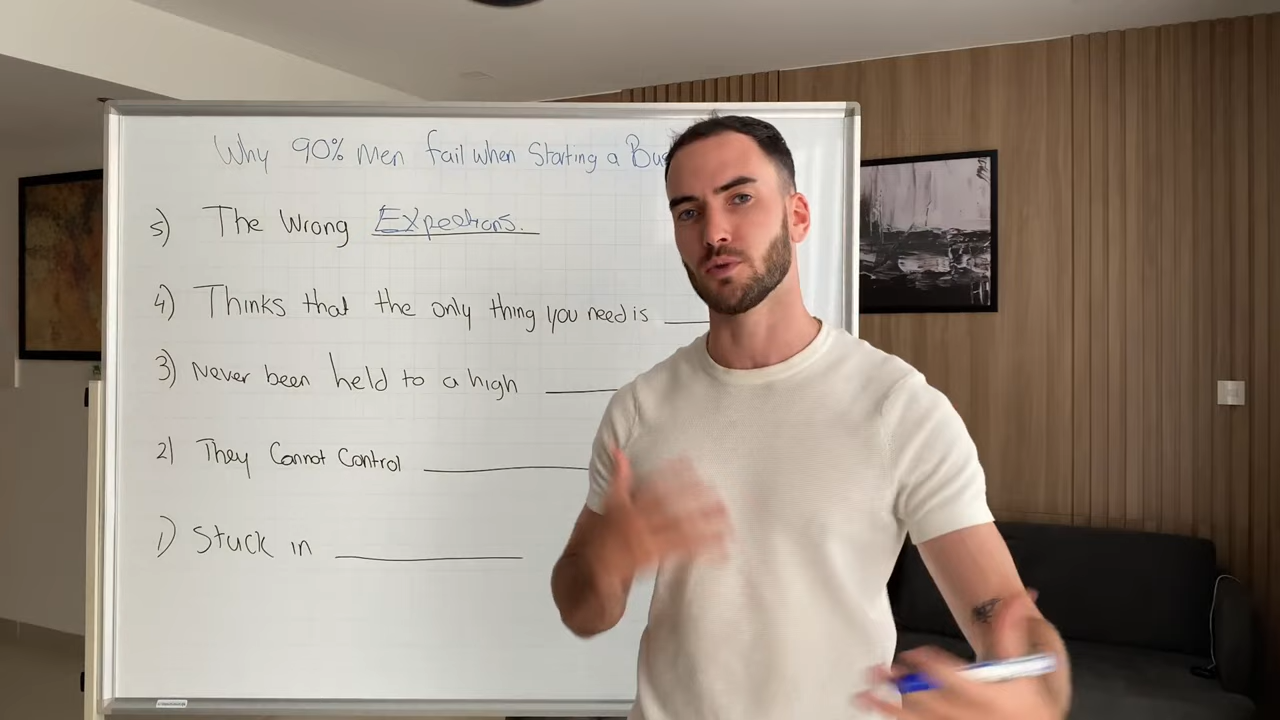 Why 90% Men fail when Starting a Bus
5) The Wrong Expections.
4) Thinks that the only thing you need is
3) Never been held to a high
2) They Cannot Control
1) Stuck in